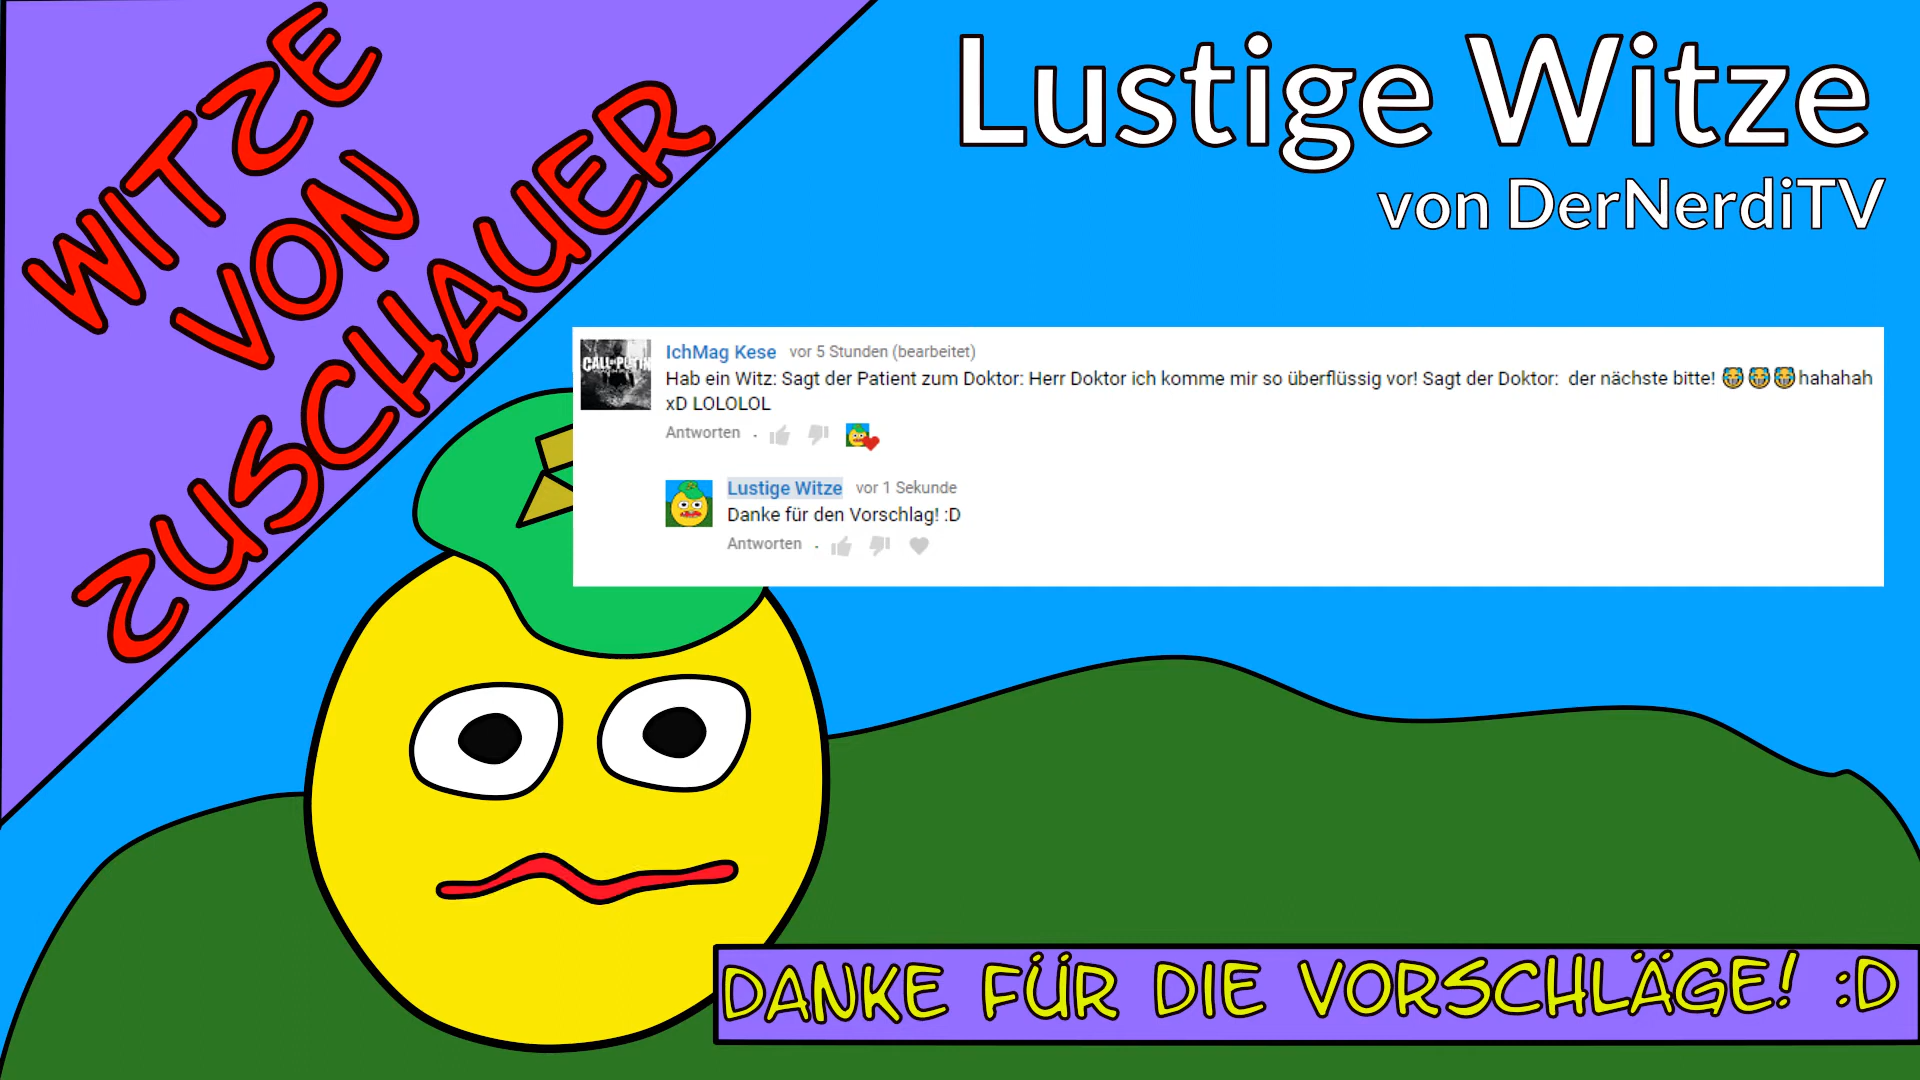 WITZE
VON
ZUSCHAUER
Lustige Witze
von DerNerdiTV
IchMag Kese vor 5 Stunden (bearbeitet)
Hab ein Witz: Sagt der Patient zum Doktor: Herr Doktor ich komme mir so überflüssig vor! Sagt der Doktor: der nächste bitte! 😹😹😹hahahah
xD LOLOLOL
Antworten
Lustige Witze vor 1 Sekunde
Danke für den Vorschlag! :D
Antworten
DANKE FÜR DIE VORSCHLÄGE! :D